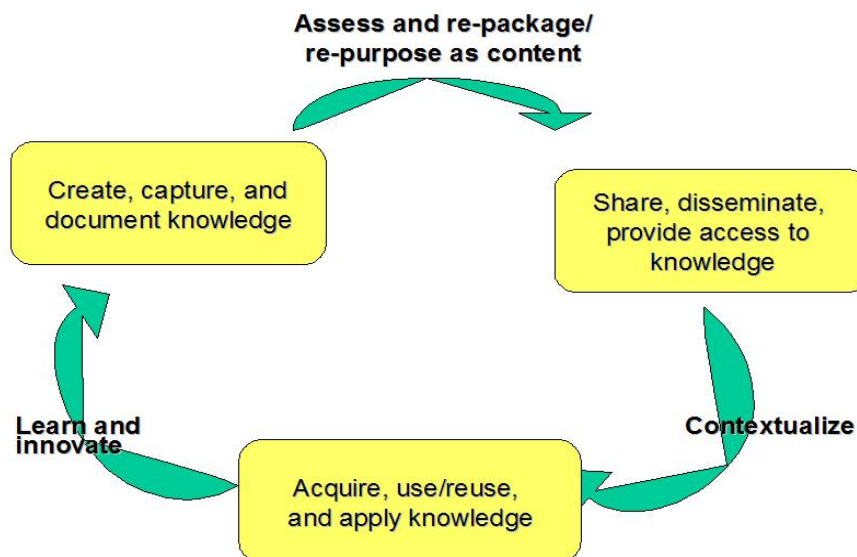 Assess and re-package/
re-purpose as content
Create, capture, and
document knowledge
Share, disseminate,
provide access to
knowledge
Learn and
innovate
Contextualize
Acquire, use/reuse,
and apply knowledge